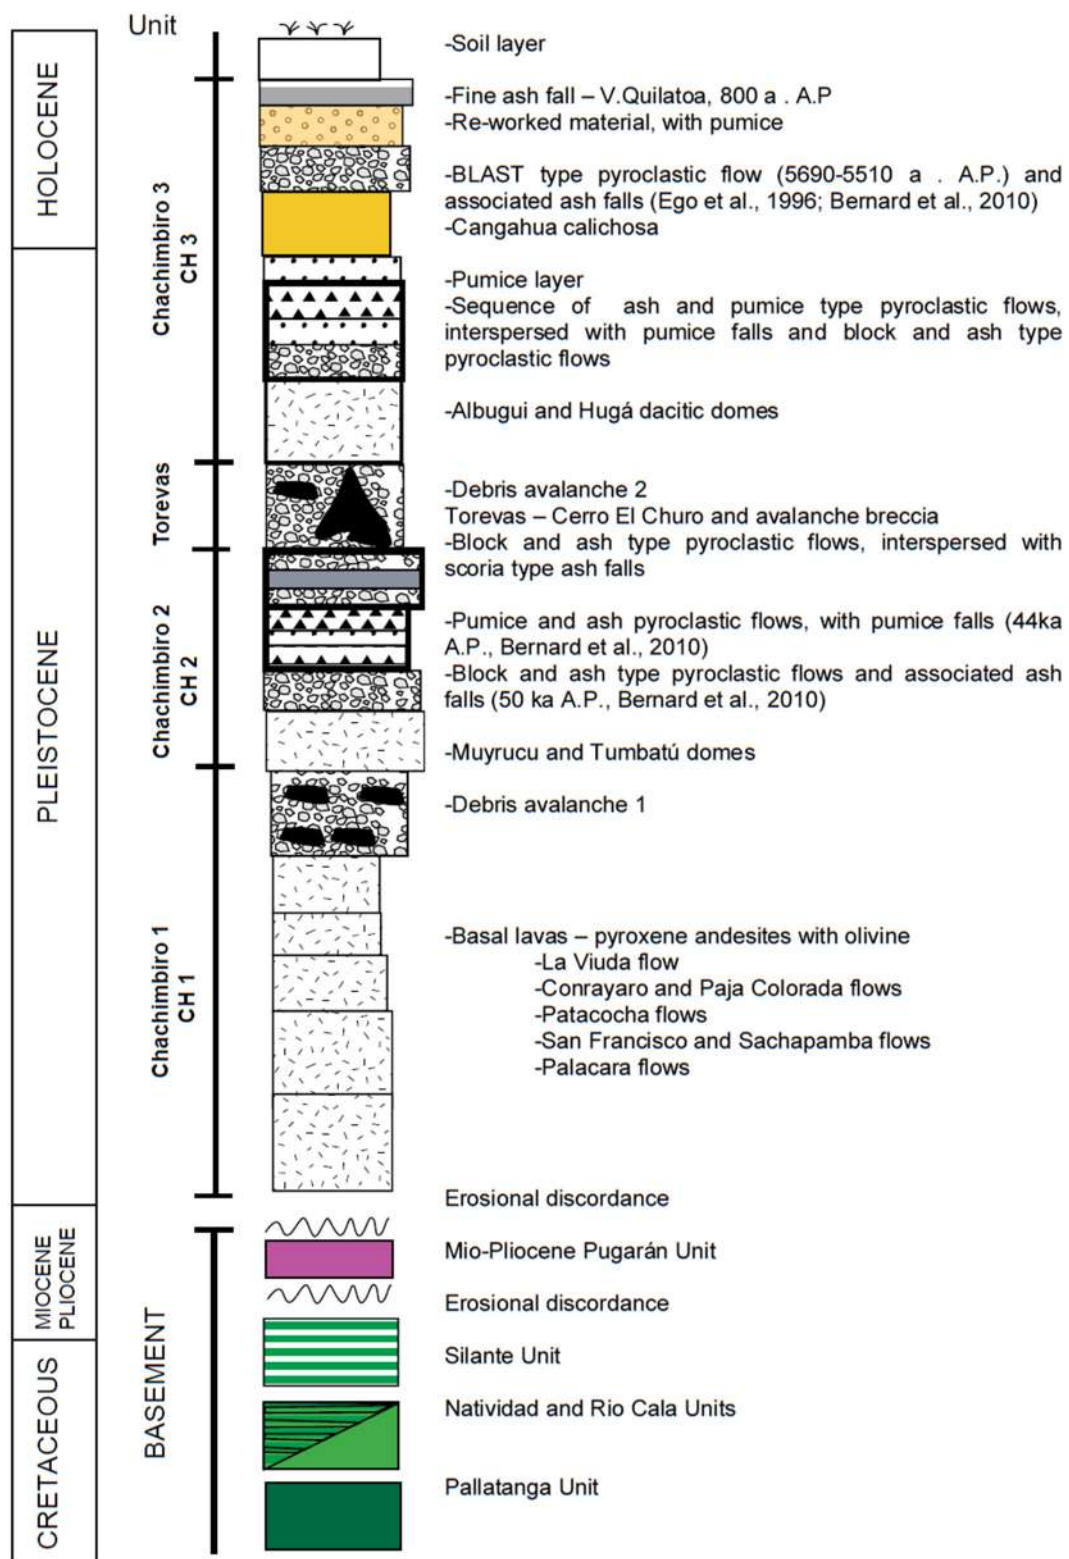 Unit
HOLOCENE
PLEISTOCENE
MIOCENE
PLIOCENE
CRETACEOUS
Chachimbiro 3
CH 3
Torevas
Chachimbiro 2
CH 2
Chachimbiro 1
CH 1
BASEMENT
-Soil layer
-Fine ash fall – V.Quilatoa, 800 a . A.P
-Re-worked material, with pumice
-BLAST type pyroclastic flow (5690-5510 a . A.P.) and
associated ash falls (Ego et al., 1996; Bernard et al., 2010)
-Cangahua calichosa
-Pumice layer
-Sequence of ash and pumice type pyroclastic flows,
interspersed with pumice falls and block and ash type
pyroclastic flows
-Albugui and Hugá dacitic domes
-Debris avalanche 2
Torevas – Cerro El Churo and avalanche breccia
-Block and ash type pyroclastic flows, interspersed with
scoria type ash falls
-Pumice and ash pyroclastic flows, with pumice falls (44ka
A.P., Bernard et al., 2010)
-Block and ash type pyroclastic flows and associated ash
falls (50 ka A.P., Bernard et al., 2010)
-Muyrucu and Tumbatú domes
-Debris avalanche 1
-Basal lavas – pyroxene andesites with olivine
-La Viuda flow
-Conrayaro and Paja Colorada flows
-Patacocha flows
-San Francisco and Sachapamba flows
-Palacara flows
Erosional discordance
Mio-Pliocene Pugarán Unit
Erosional discordance
Silante Unit
Natividad and Rio Cala Units
Pallatanga Unit